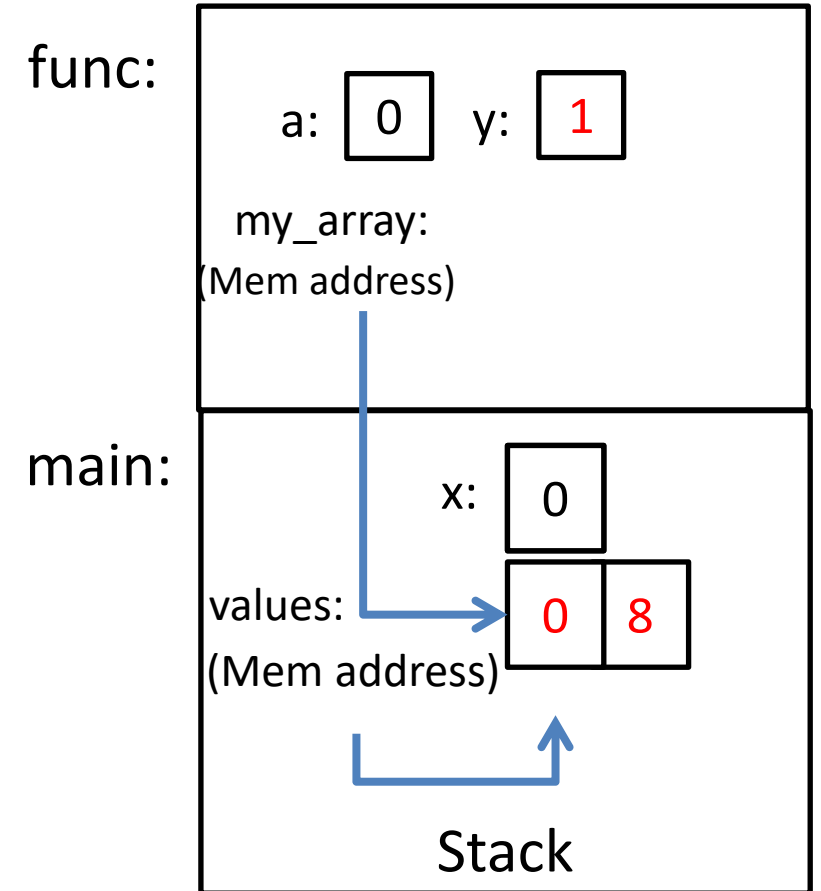 func:
a: 0 y: 1
my_array:
(Mem address)
main:
x: 0
values: 0 8
(Mem address)
Stack